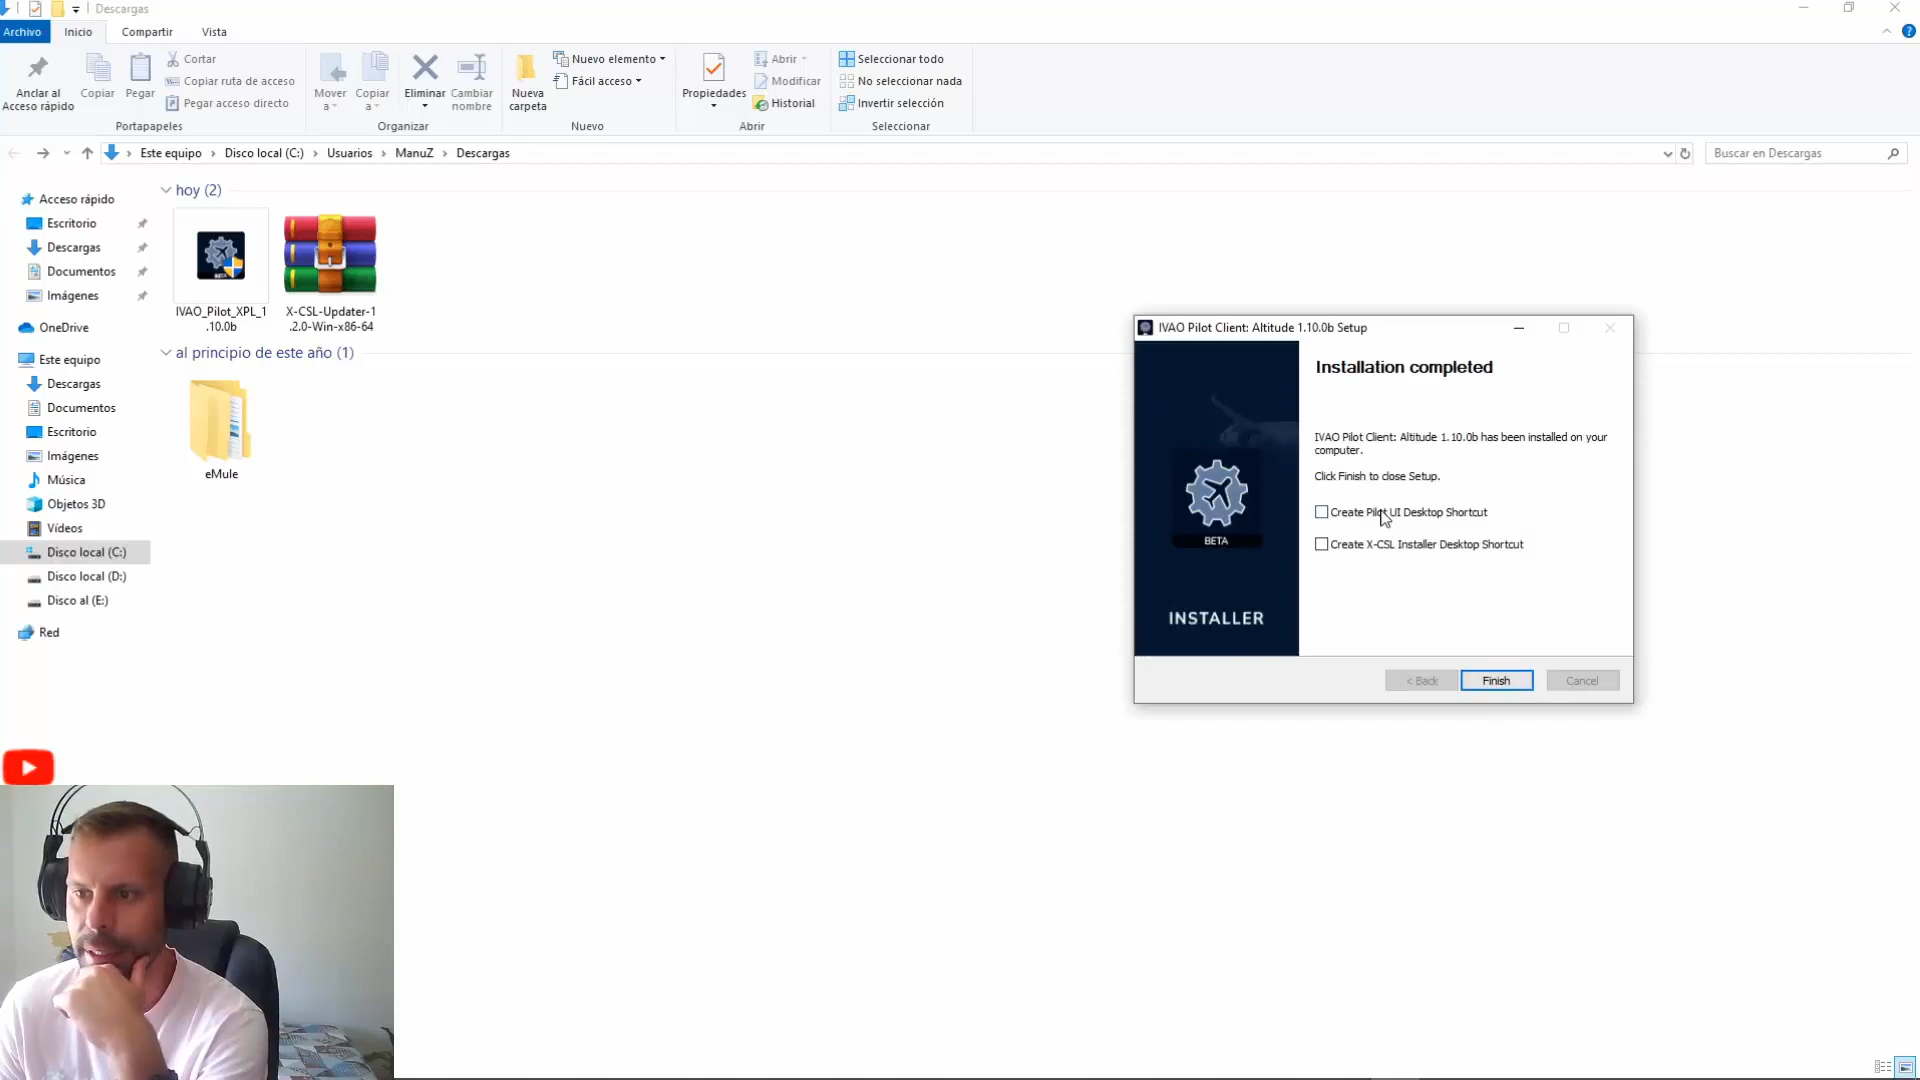 Descargas
Archivo Inicio Compartir Vista
Anclar al Acceso rápido
Copiar
Pegar
Cortar
Copiar ruta de acceso
Pegar acceso directo
Portapapeles
Mover a
Copiar a
Eliminar
Cambiar nombre
Organizar
Nueva carpeta
Nuevo elemento
Fácil acceso
Nuevo
Propiedades
Abrir
Modificar
Historial
Abrir
Seleccionar todo
No seleccionar nada
Invertir selección
Seleccionar
Este equipo > Disco local (C:) > Usuarios > ManuZ > Descargas
Buscar en Descargas
Acceso rápido
Escritorio
Descargas
Documentos
Imágenes
OneDrive
Este equipo
Descargas
Documentos
Escritorio
Imágenes
Música
Objetos 3D
Vídeos
Disco local (C:)
Disco local (D:)
Disco al (E:)
Red
hoy (2)
BETA
IVAO_Pilot_XPL_1
.10.0b
X-CSL-Updater-1
.2.0-Win-x86-64
al principio de este año (1)
eMule
IVAO Pilot Client: Altitude 1.10.0b Setup
BETA
INSTALLER
Installation completed
IVAO Pilot Client: Altitude 1.10.0b has been installed on your
computer.
Click Finish to close Setup.
Create Pilot UI Desktop Shortcut
Create X-CSL Installer Desktop Shortcut
< Back Finish Cancel